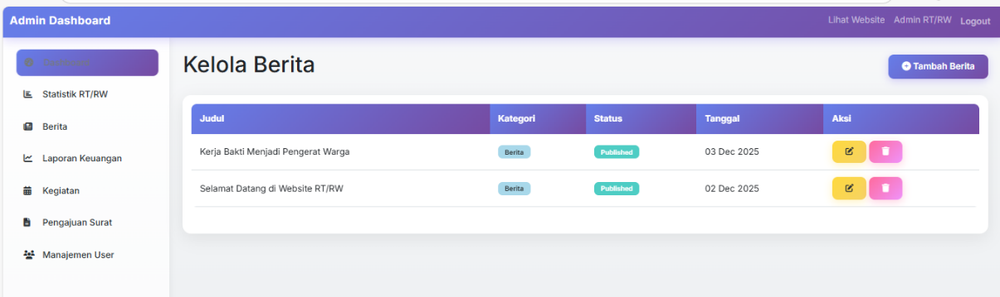 Admin Dashboard
Lihat Website Admin RT/RW Logout
Dashboard
Kelola Berita
Tambah Berita
Statistik RT/RW
Berita
Laporan Keuangan
Kegiatan
Pengajuan Surat
Manajemen User
Judul Kategori Status Tanggal Aksi
Kerja Bakti Menjadi Pengerat Warga Berita Published 03 Dec 2025
Selamat Datang di Website RT/RW Berita Published 02 Dec 2025